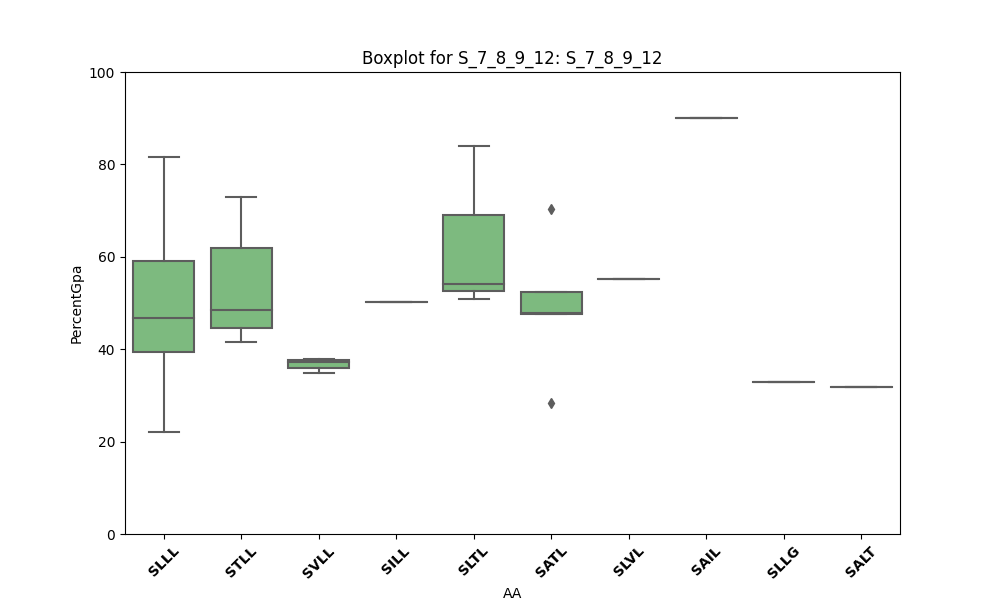 Boxplot for S_7_8_9_12: S_7_8_9_12
PercentGpa
100
80
60
40
20
0
SLLL STLL SVLL SILL SLTL SATL SLVL SAIL SLLG SALT
AA